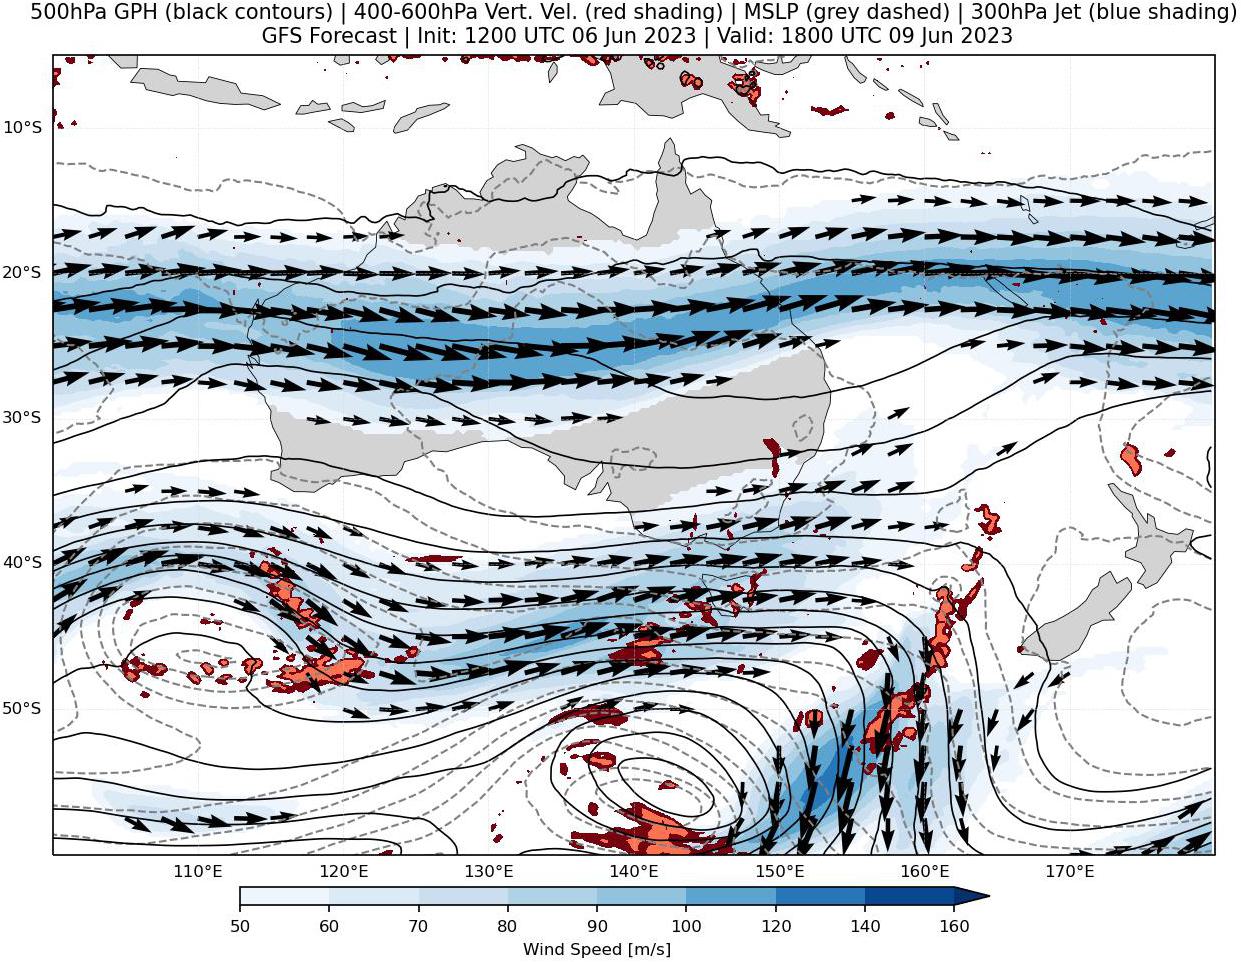 500hPa GPH (black contours) | 400-600hPa Vert. Vel. (red shading) | MSLP (grey dashed) | 300hPa Jet (blue shading)
GFS Forecast | Init: 1200 UTC 06 Jun 2023 | Valid: 1800 UTC 09 Jun 2023
10°S
20°S
30°S
40°S
50°S
110°E 120°E 130°E 140°E 150°E 160°E 170°E
50 60 70 80 90 100 120 140 160
Wind Speed [m/s]